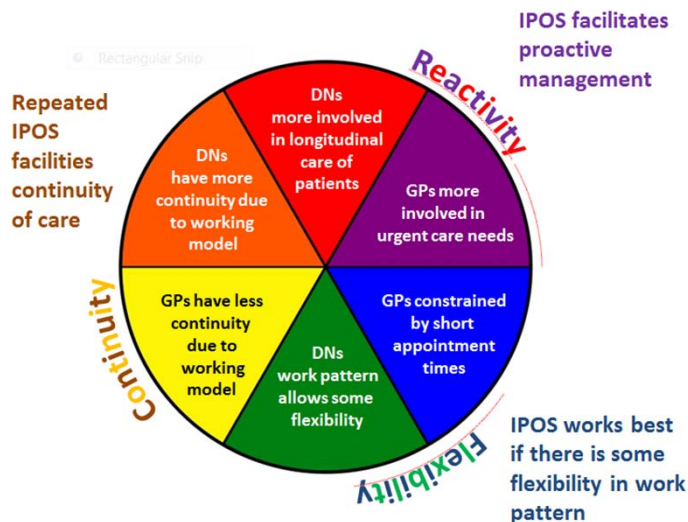 Rectangular Snip
IPOS facilitates
proactive
management
Reactivity
Repeated
IPOS
facilities
continuity
of care
DNs
more involved
in longitudinal
care of
patients
DNs
have more
continuity due
to working
model
GPs more
involved in
urgent care needs
GPs have less
continuity
due to
working
model
DNs
work pattern
allows some
flexibility
GPs constrained
by short
appointment
times
Continuity
Flexibility
IPOS works best
if there is some
flexibility in work
pattern